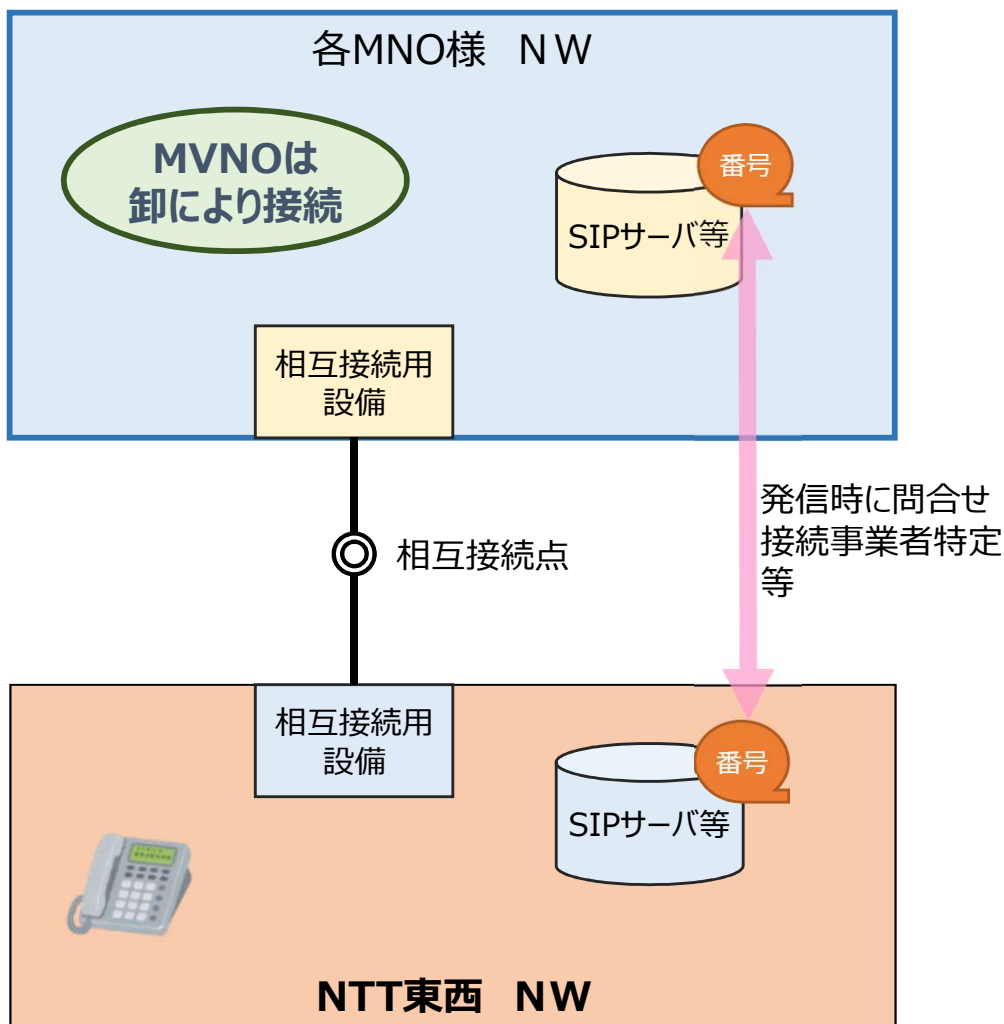 各MNO様　ＮＷ
MVNOは
卸により接続
番号
SIPサーバ等
相互接続用
設備
発信時に問合せ
接続事業者特定
等
相互接続点
相互接続用
設備
番号
SIPサーバ等
NTT東西　ＮＷ